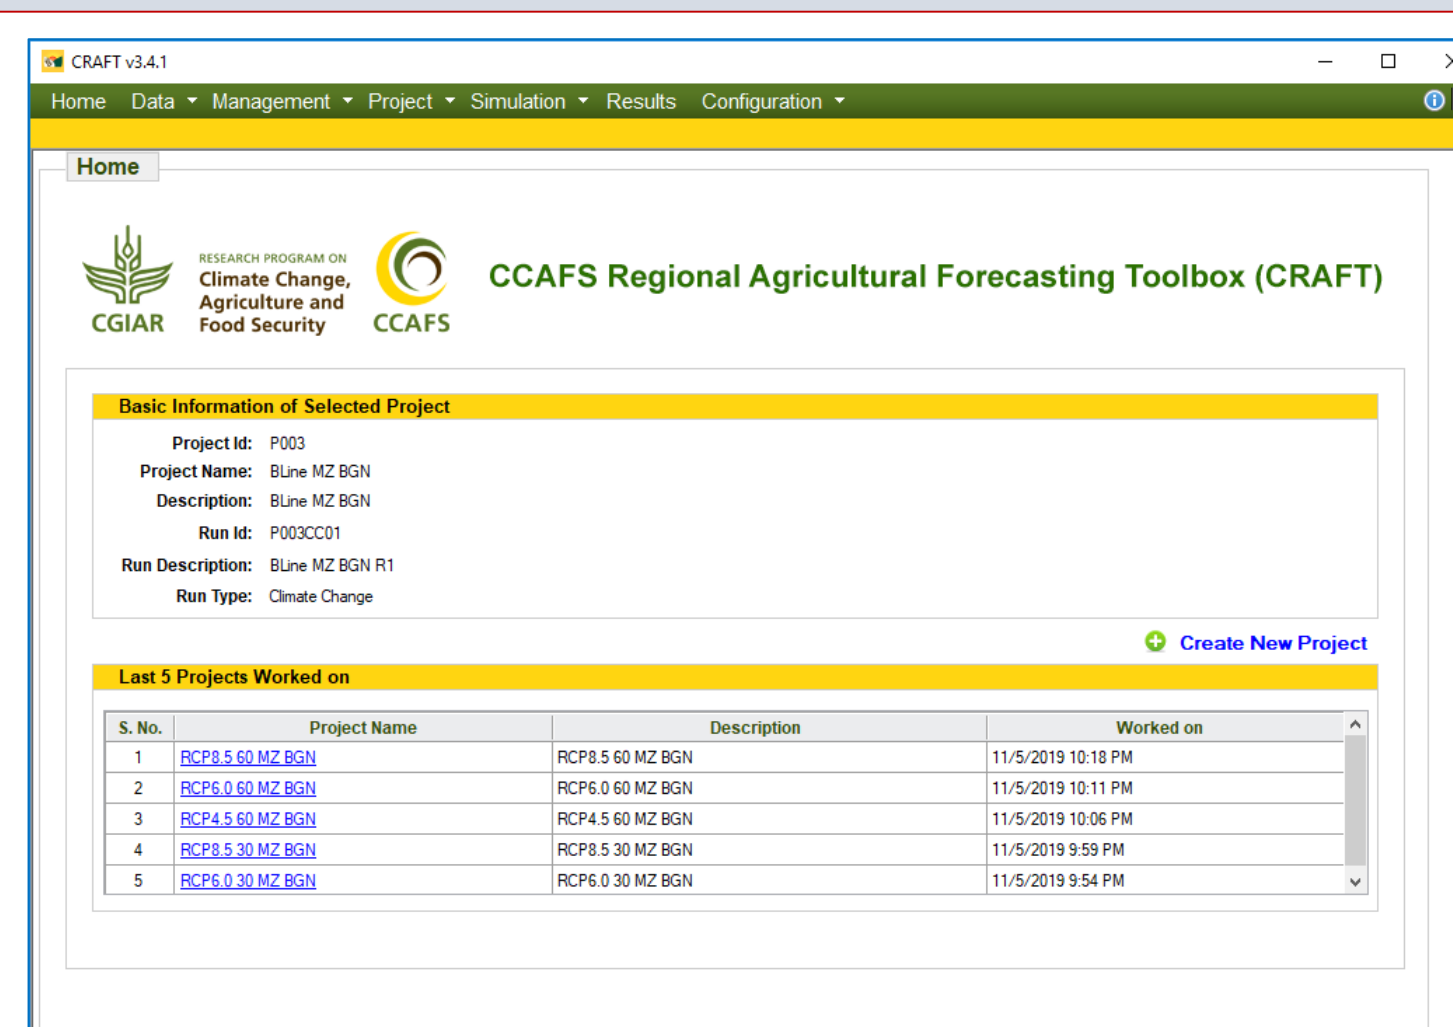 CRAFT v3.4.1
Home Data Management Project Simulation Results Configuration
Home
CGIAR
RESEARCH PROGRAM ON
Climate Change,
Agriculture and
Food Security
CCAFS
CCAFS Regional Agricultural Forecasting Toolbox (CRAFT)
Basic Information of Selected Project
Project Id: P003
Project Name: BLine MZ BGN
Description: BLine MZ BGN
Run Id: P003CC01
Run Description: BLine MZ BGN R1
Run Type: Climate Change
Create New Project
Last 5 Projects Worked on
S. No. Project Name Description Worked on
1 RCP8.5 60 MZ BGN RCP8.5 60 MZ BGN 11/5/2019 10:18 PM
2 RCP6.0 60 MZ BGN RCP6.0 60 MZ BGN 11/5/2019 10:11 PM
3 RCP4.5 60 MZ BGN RCP4.5 60 MZ BGN 11/5/2019 10:06 PM
4 RCP8.5 30 MZ BGN RCP8.5 30 MZ BGN 11/5/2019 9:59 PM
5 RCP6.0 30 MZ BGN RCP6.0 30 MZ BGN 11/5/2019 9:54 PM